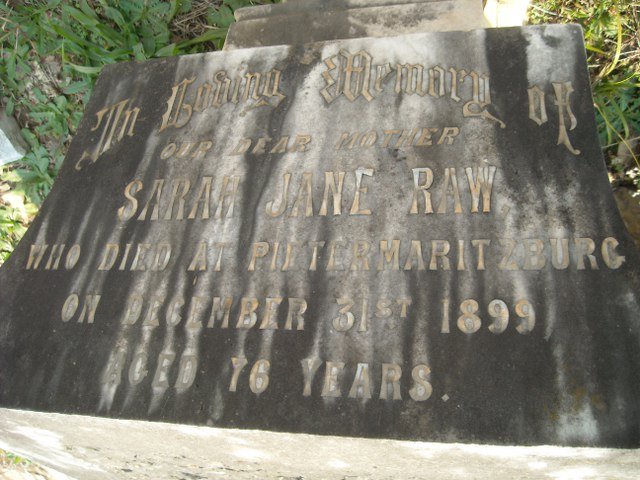 In Loving Memory of
OUR DEAR MOTHER
SARAH JANE RAW,
WHO DIED AT PIETERMARITZBURG
ON DECEMBER 31ST 1899
AGED 76 YEARS.